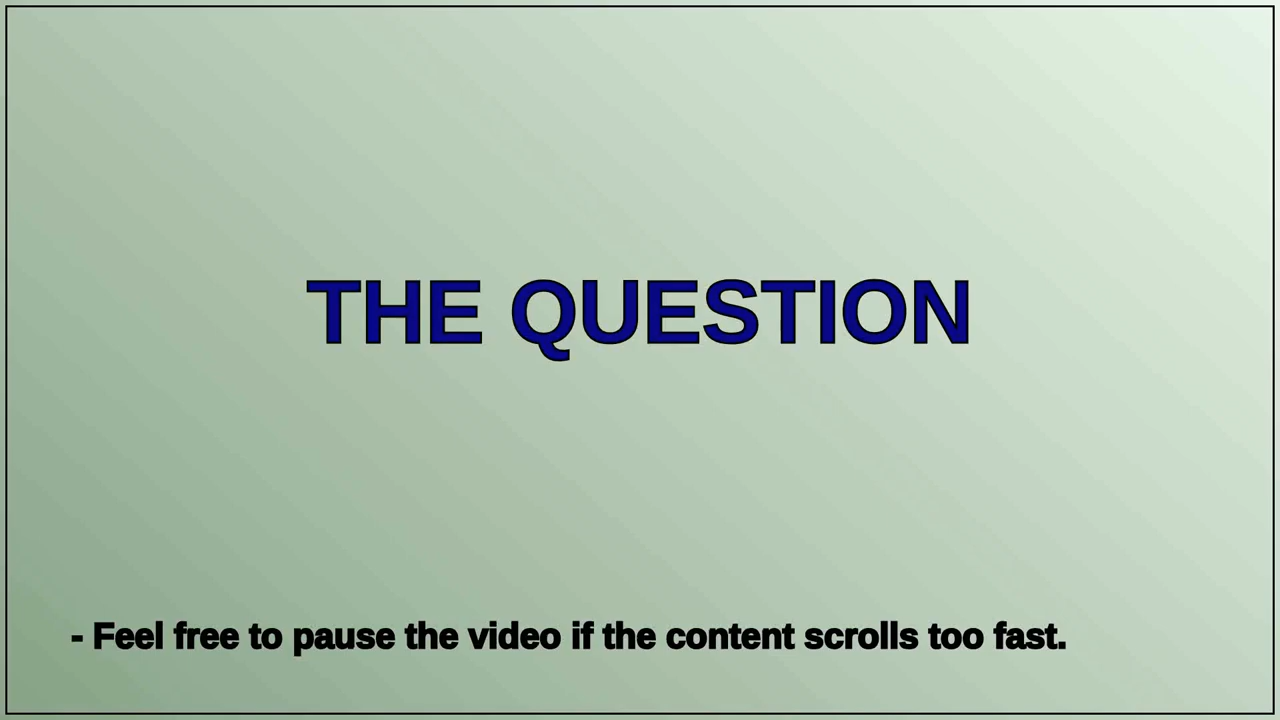 THE QUESTION
- Feel free to pause the video if the content scrolls too fast.